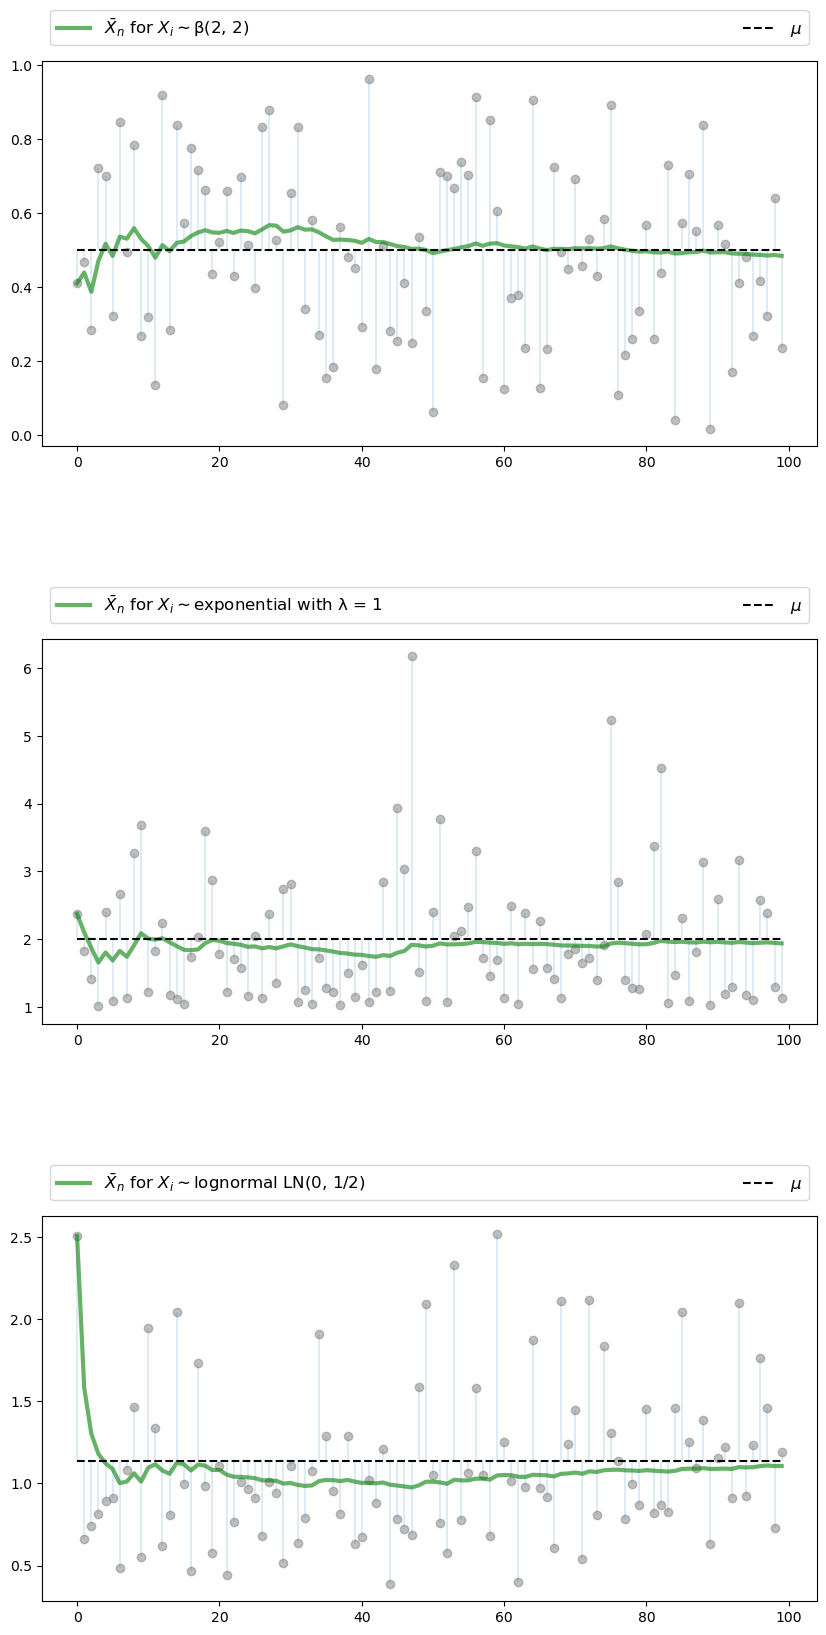 X̄ₙ for Xᵢ ∼ β(2, 2) μ
1.0
0.8
0.6
0.4
0.2
0.0
0 20 40 60 80 100
X̄ₙ for Xᵢ ∼ exponential with λ = 1 μ
6
5
4
3
2
1
0 20 40 60 80 100
X̄ₙ for Xᵢ ∼ lognormal LN(0, 1/2) μ
2.5
2.0
1.5
1.0
0.5
0 20 40 60 80 100